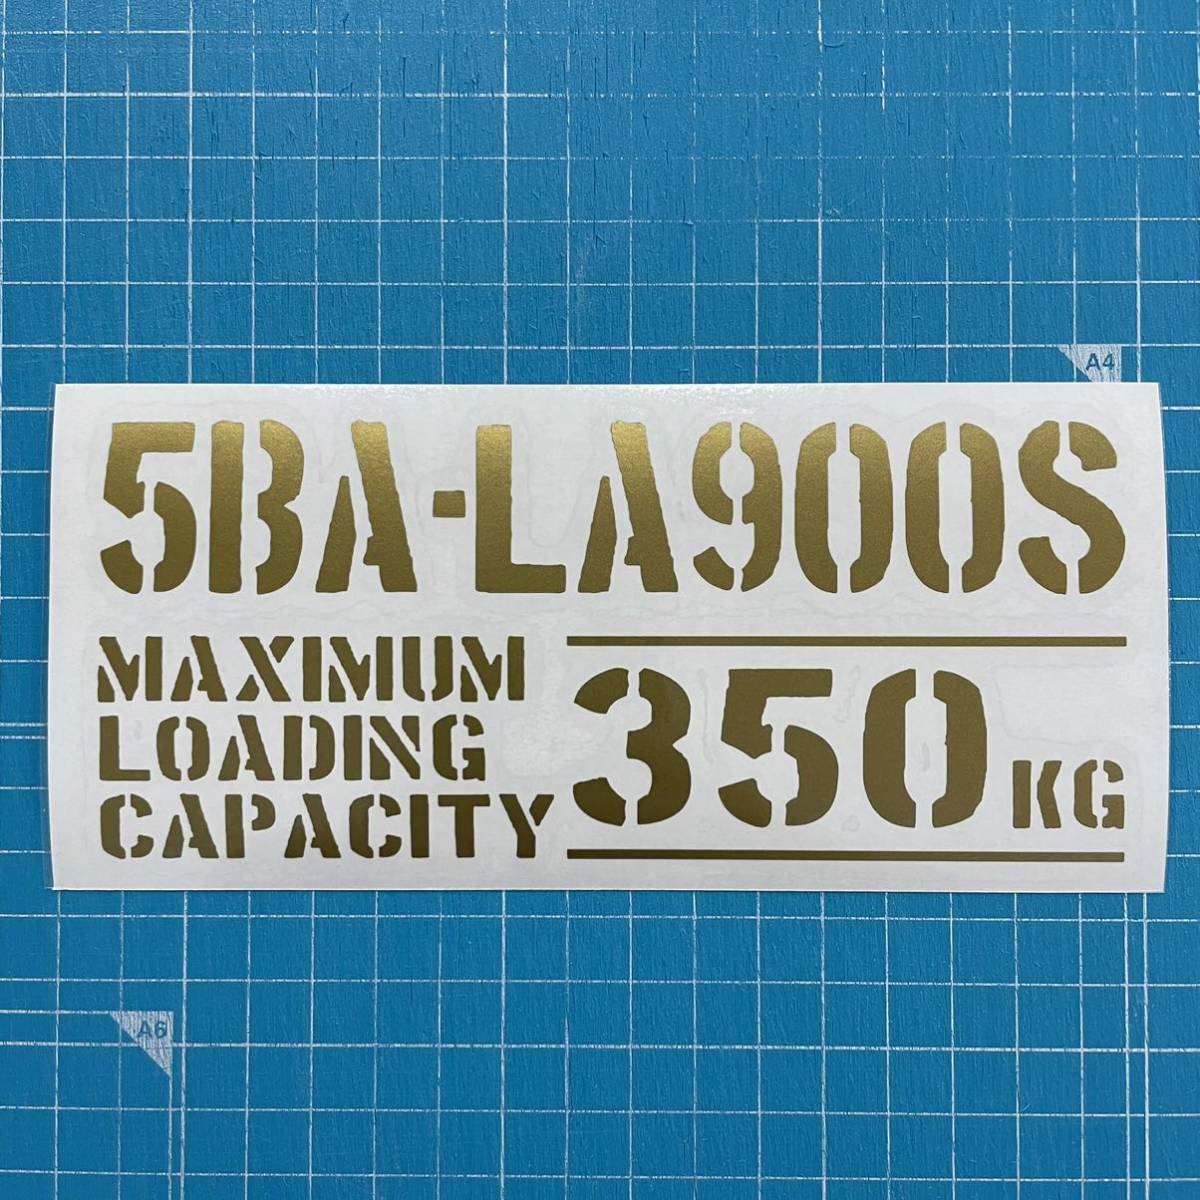 A4
5BA-LA900S
MAXIMUM
LOADING
CAPACITY
350 KG
A6